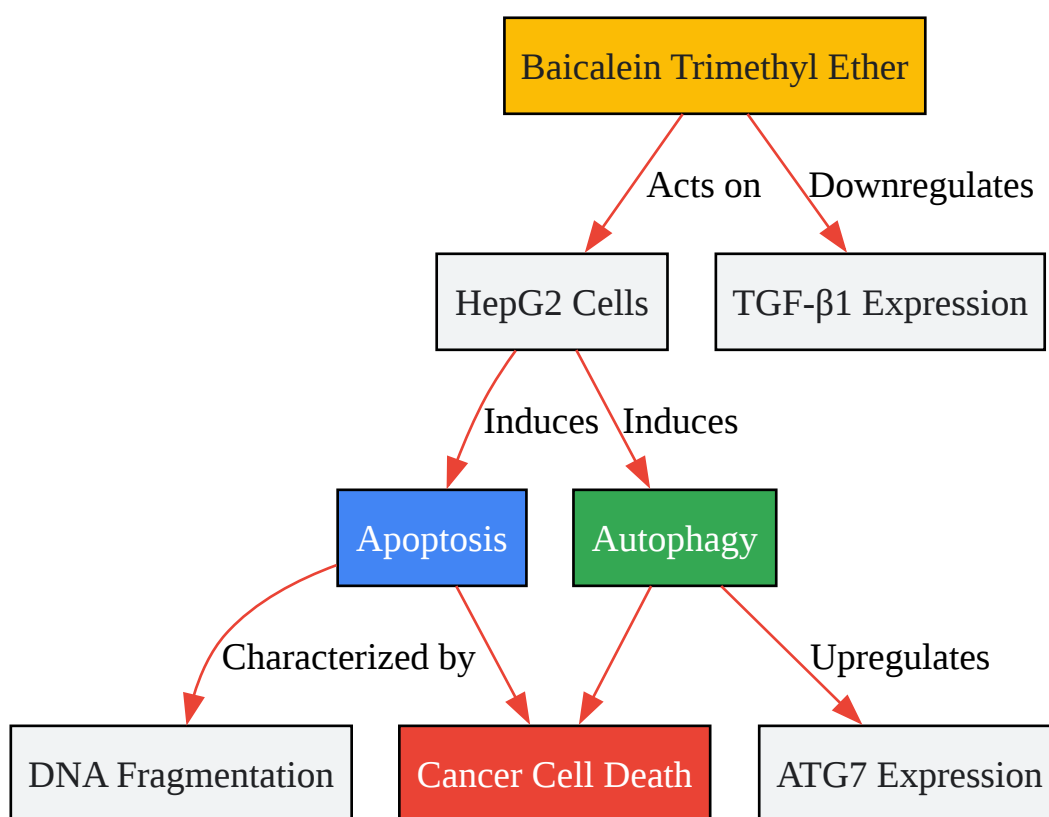 Baicalein Trimethyl Ether
Acts on
Downregulates
HepG2 Cells
TGF-β1 Expression
Induces
Induces
Apoptosis
Autophagy
Characterized by
Upregulates
DNA Fragmentation
Cancer Cell Death
ATG7 Expression